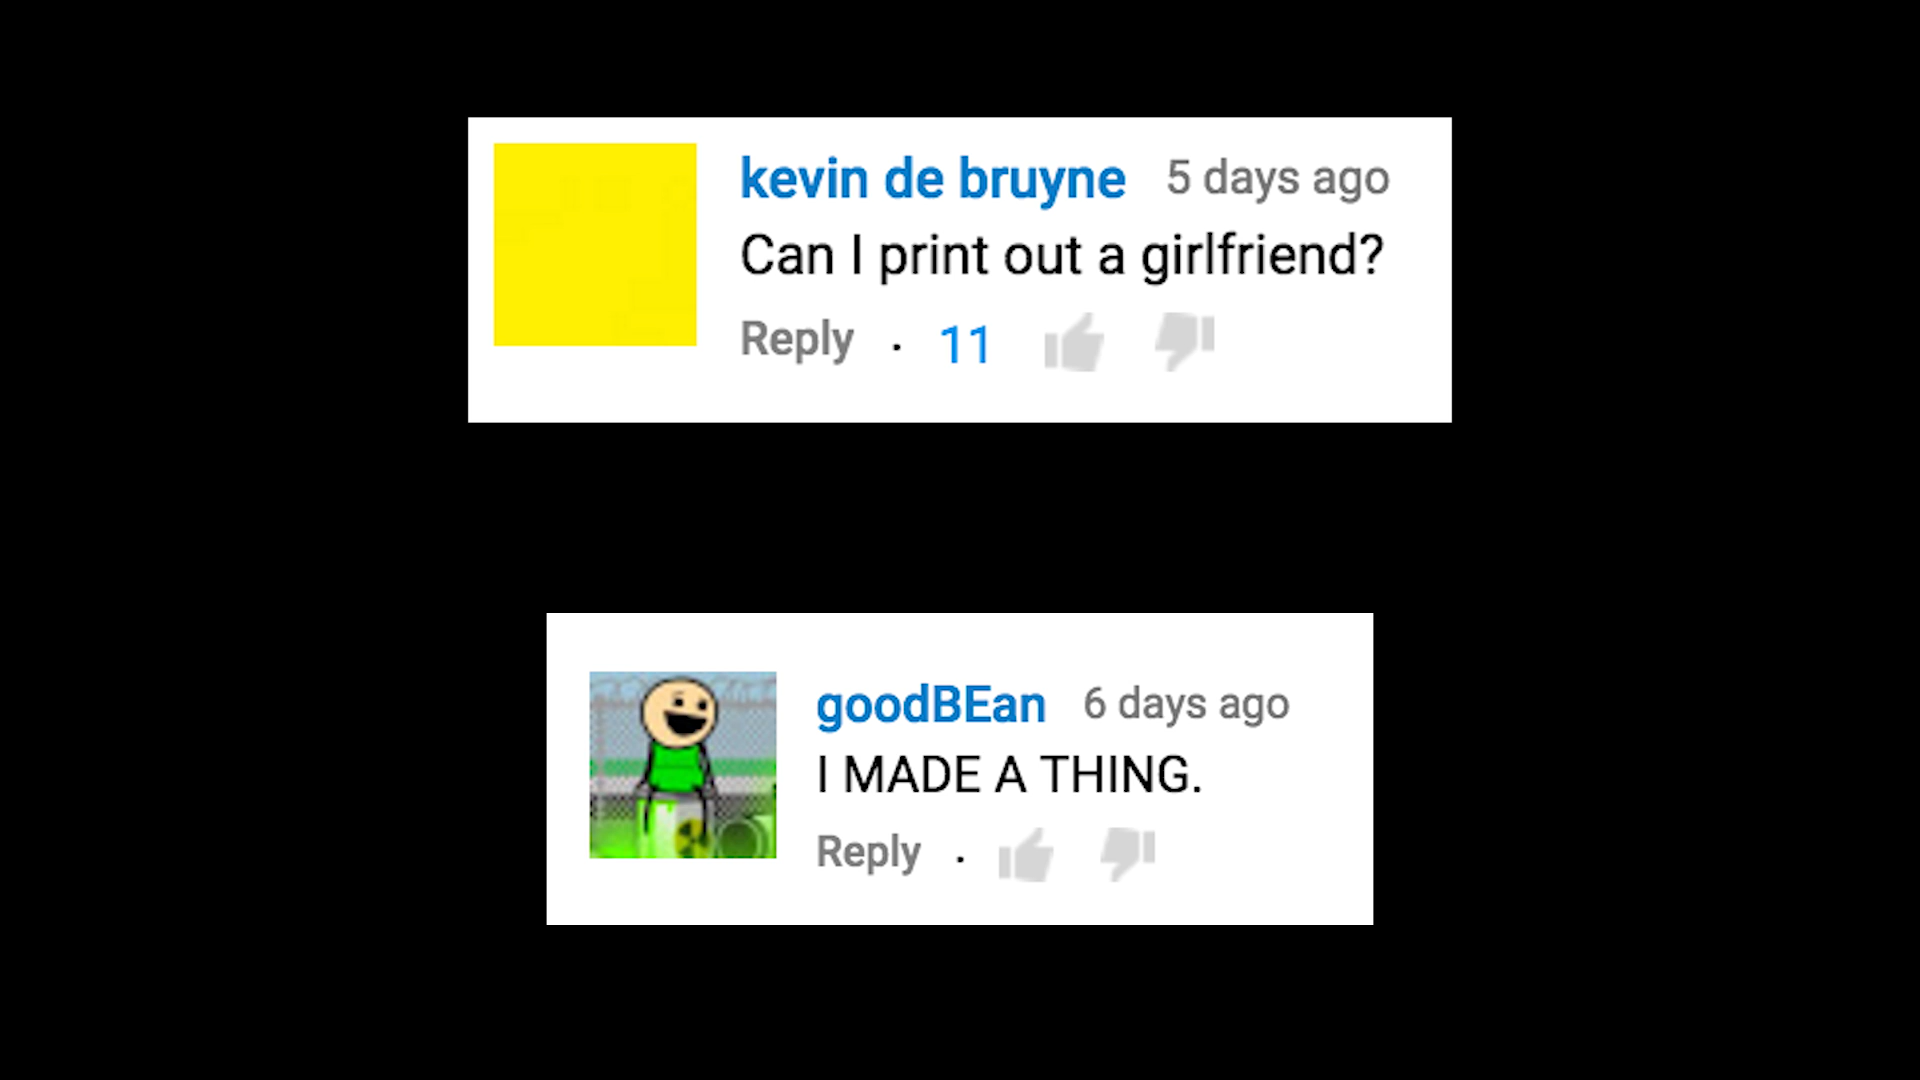 kevin de bruyne 5 days ago
Can I print out a girlfriend?
Reply · 11
goodBEan 6 days ago
I MADE A THING.
Reply ·